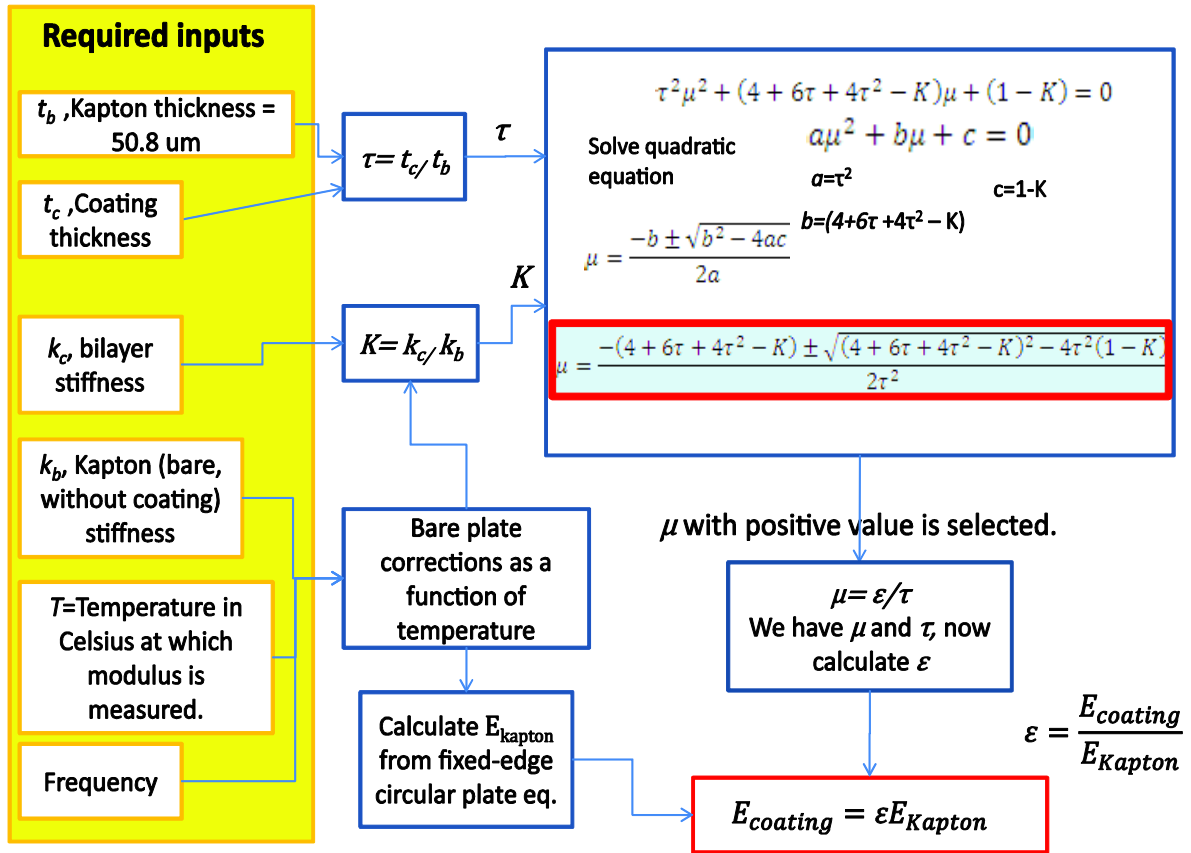 Required inputs
t_b ,Kapton thickness =
50.8 um
t_c ,Coating
thickness
k_c, bilayer
stiffness
k_b, Kapton (bare,
without coating)
stiffness
T=Temperature in
Celsius at which
modulus is
measured.
Frequency
τ= t_c/ t_b
τ
K= k_c/ k_b
K
Bare plate
corrections as a
function of
temperature
Calculate E_kapton
from fixed-edge
circular plate eq.
τ²μ² + (4 + 6τ + 4τ² − K)μ + (1 − K) = 0
aμ² + bμ + c = 0
Solve quadratic
equation
a=τ²
c=1-K
b=(4+6τ +4τ² – K)
μ = (−b ± √(b² − 4ac)) / 2a
μ = (−(4 + 6τ + 4τ² − K) ± √((4 + 6τ + 4τ² − K)² − 4τ²(1 − K)) / 2τ²
μ with positive value is selected.
μ= ε/τ
We have μ and τ, now
calculate ε
ε = E_coating / E_Kapton
E_coating = εE_Kapton